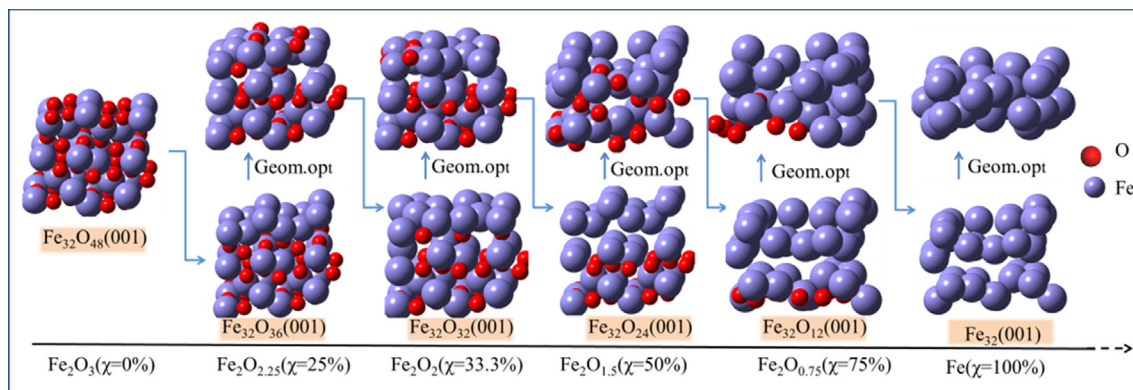 Geom.opt
Geom.opt
Geom.opt
Geom.opt
Geom.opt
O
Fe
Fe₃₂O₄₈(001)
Fe₃₂O₃₆(001)
Fe₃₂O₃₂(001)
Fe₃₂O₂₄(001)
Fe₃₂O₁₂(001)
Fe₃₂(001)
Fe₂O₃(χ=0%)
Fe₂O₂.₂₅(χ=25%)
Fe₂O₂(χ=33.3%)
Fe₂O₁.₅(χ=50%)
Fe₂O₀.₇₅(χ=75%)
Fe(χ=100%)